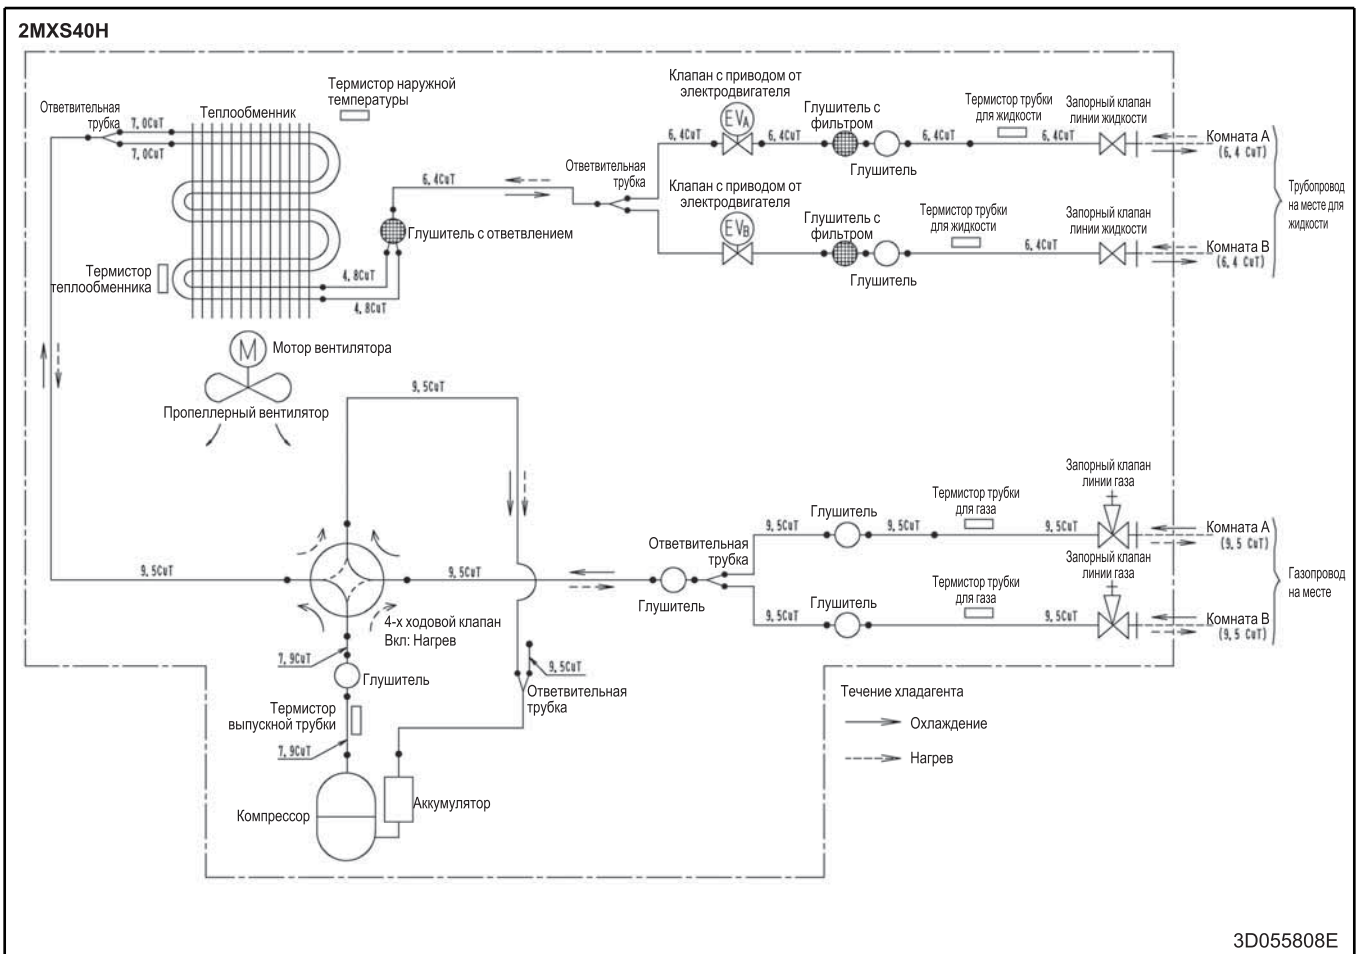 2MXS40H
Термистор наружной
температуры
Клапан с приводом от
электродвигателя
Ответвительная
трубка
7,0CuT
7,0CuT
Теплообменник
EVA
6,4CuT
6,4CuT
Глушитель с
фильтром
6,4CuT
Термистор трубки
для жидкости
6,4CuT
Запорный клапан
линии жидкости
Комната A
(6,4 CuT)
Глушитель
Ответвительная
трубка
6,4CuT
Клапан с приводом от
электродвигателя
EVB
Глушитель с
фильтром
Термистор трубки
для жидкости
6,4CuT
Запорный клапан
линии жидкости
Комната B
(6,4 CuT)
Глушитель
Трубопровод
на месте для
жидкости
Глушитель с ответвлением
Термистор
теплообменника
4,8CuT
4,8CuT
M
Мотор вентилятора
Пропеллерный вентилятор
9,5CuT
Запорный клапан
линии газа
Термистор трубки
для газа
Глушитель
9,5CuT
9,5CuT
9,5CuT
Комната A
(9,5 CuT)
Ответвительная
трубка
Запорный клапан
линии газа
9,5CuT
9,5CuT
Глушитель
Термистор трубки
для газа
Глушитель
9,5CuT
9,5CuT
Комната B
(9,5 CuT)
Газопровод
на месте
4-х ходовой клапан
Вкл: Нагрев
7,9CuT
Глушитель
9,5CuT
Ответвительная
трубка
Термистор
выпускной трубки
7,9CuT
Компрессор
Аккумулятор
Течение хладагента
Охлаждение
Нагрев
3D055808E